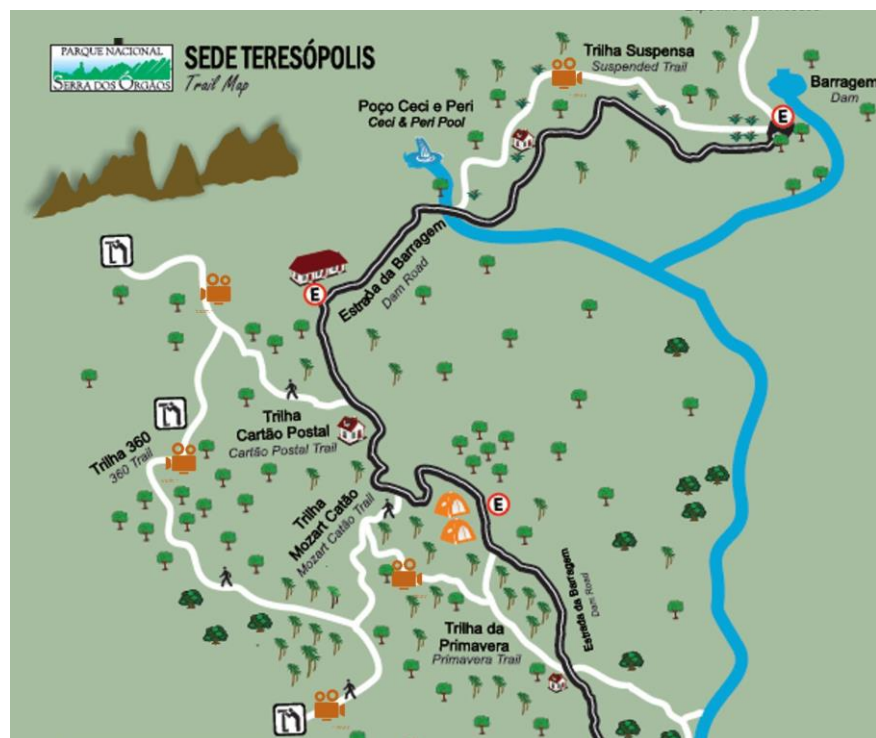 PARQUE NACIONAL
SERRA DOS ÓRGÃOS
SEDE TERESÓPOLIS
Trail Map
Trilha Suspensa
Suspended Trail
Barragem
Dam
E
Poço Ceci e Peri
Ceci & Peri Pool
Estrada da Barragem
Dam Road
E
Trilha
Cartão Postal
Cartão Postal Trail
Trilha 360
360 Trail
Trilha
Mozart Catão
Mozart Catão Trail
E
Estrada da Barragem
Dam Road
Trilha da
Primavera
Primavera Trail